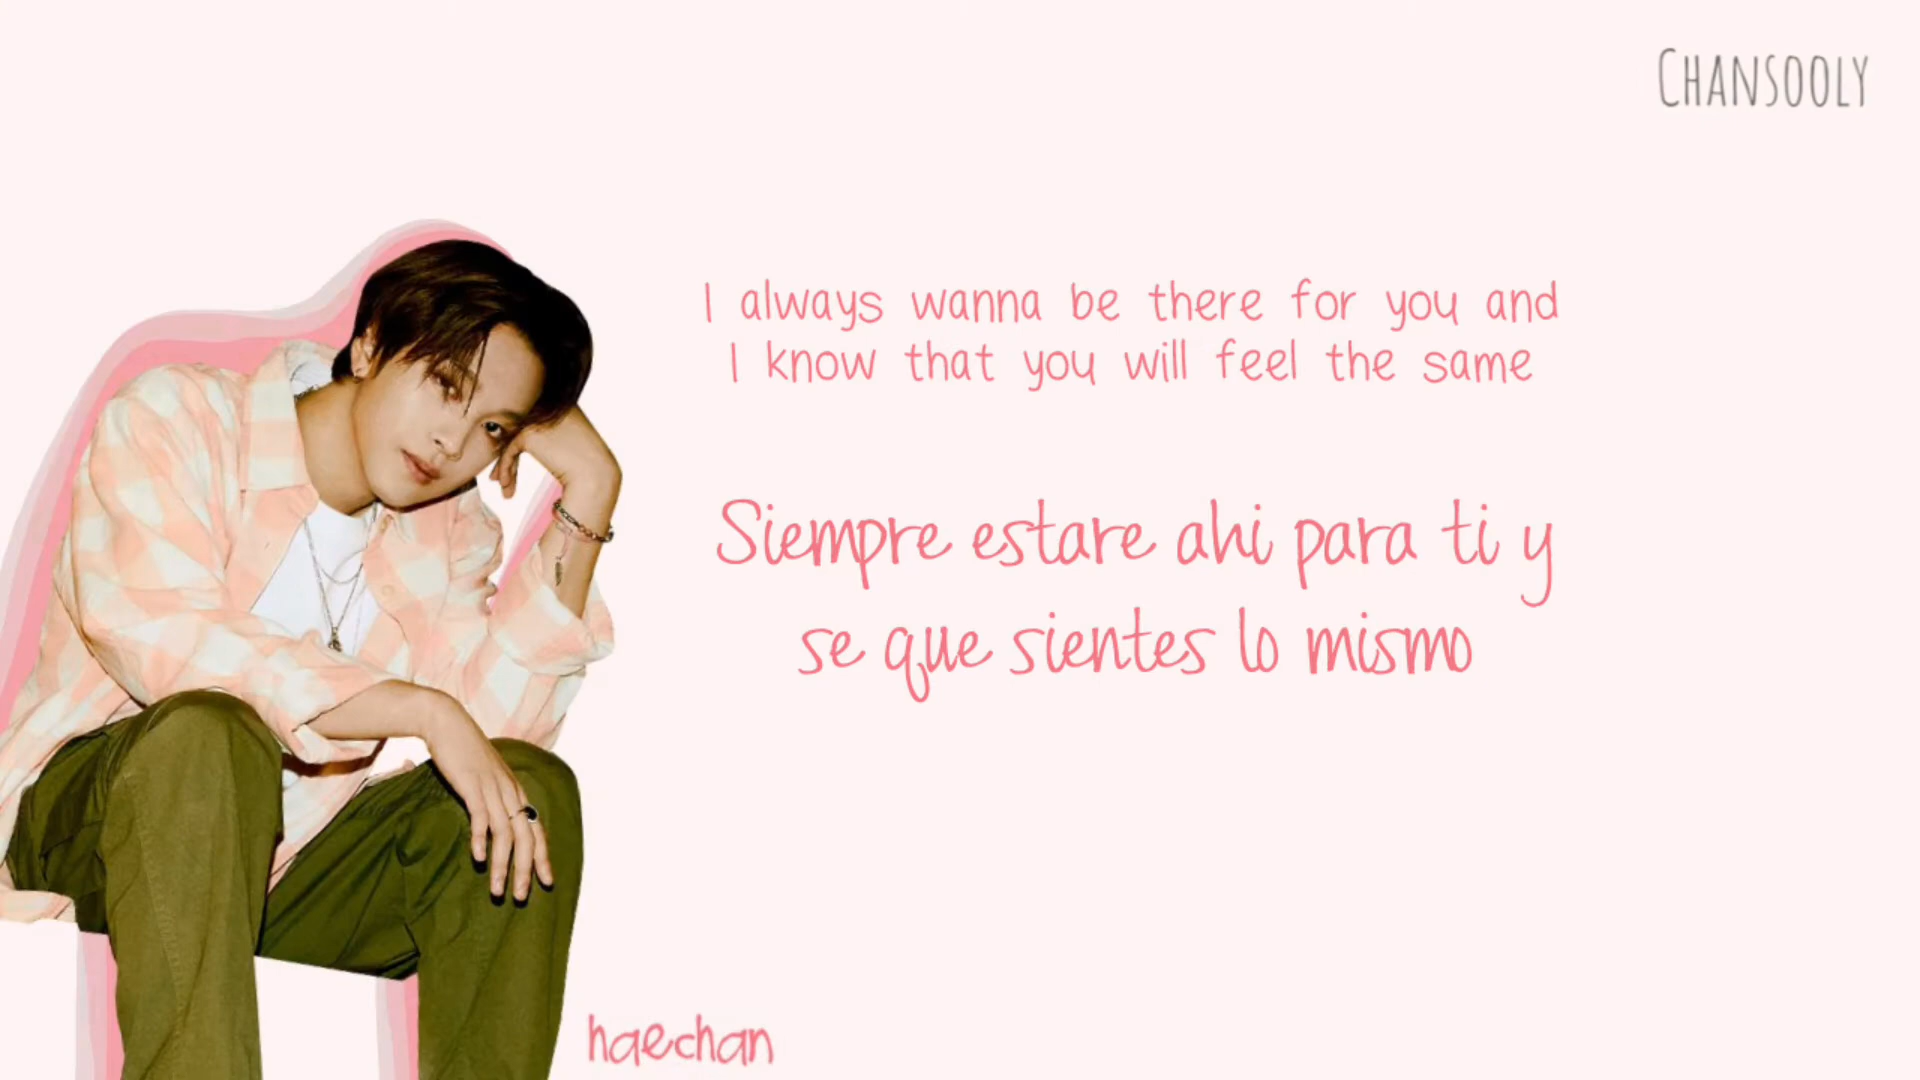 CHANSOOLY
I always wanna be there for you and
I know that you will feel the same
Siempre estare ahi para ti y
se que sientes lo mismo
haechan